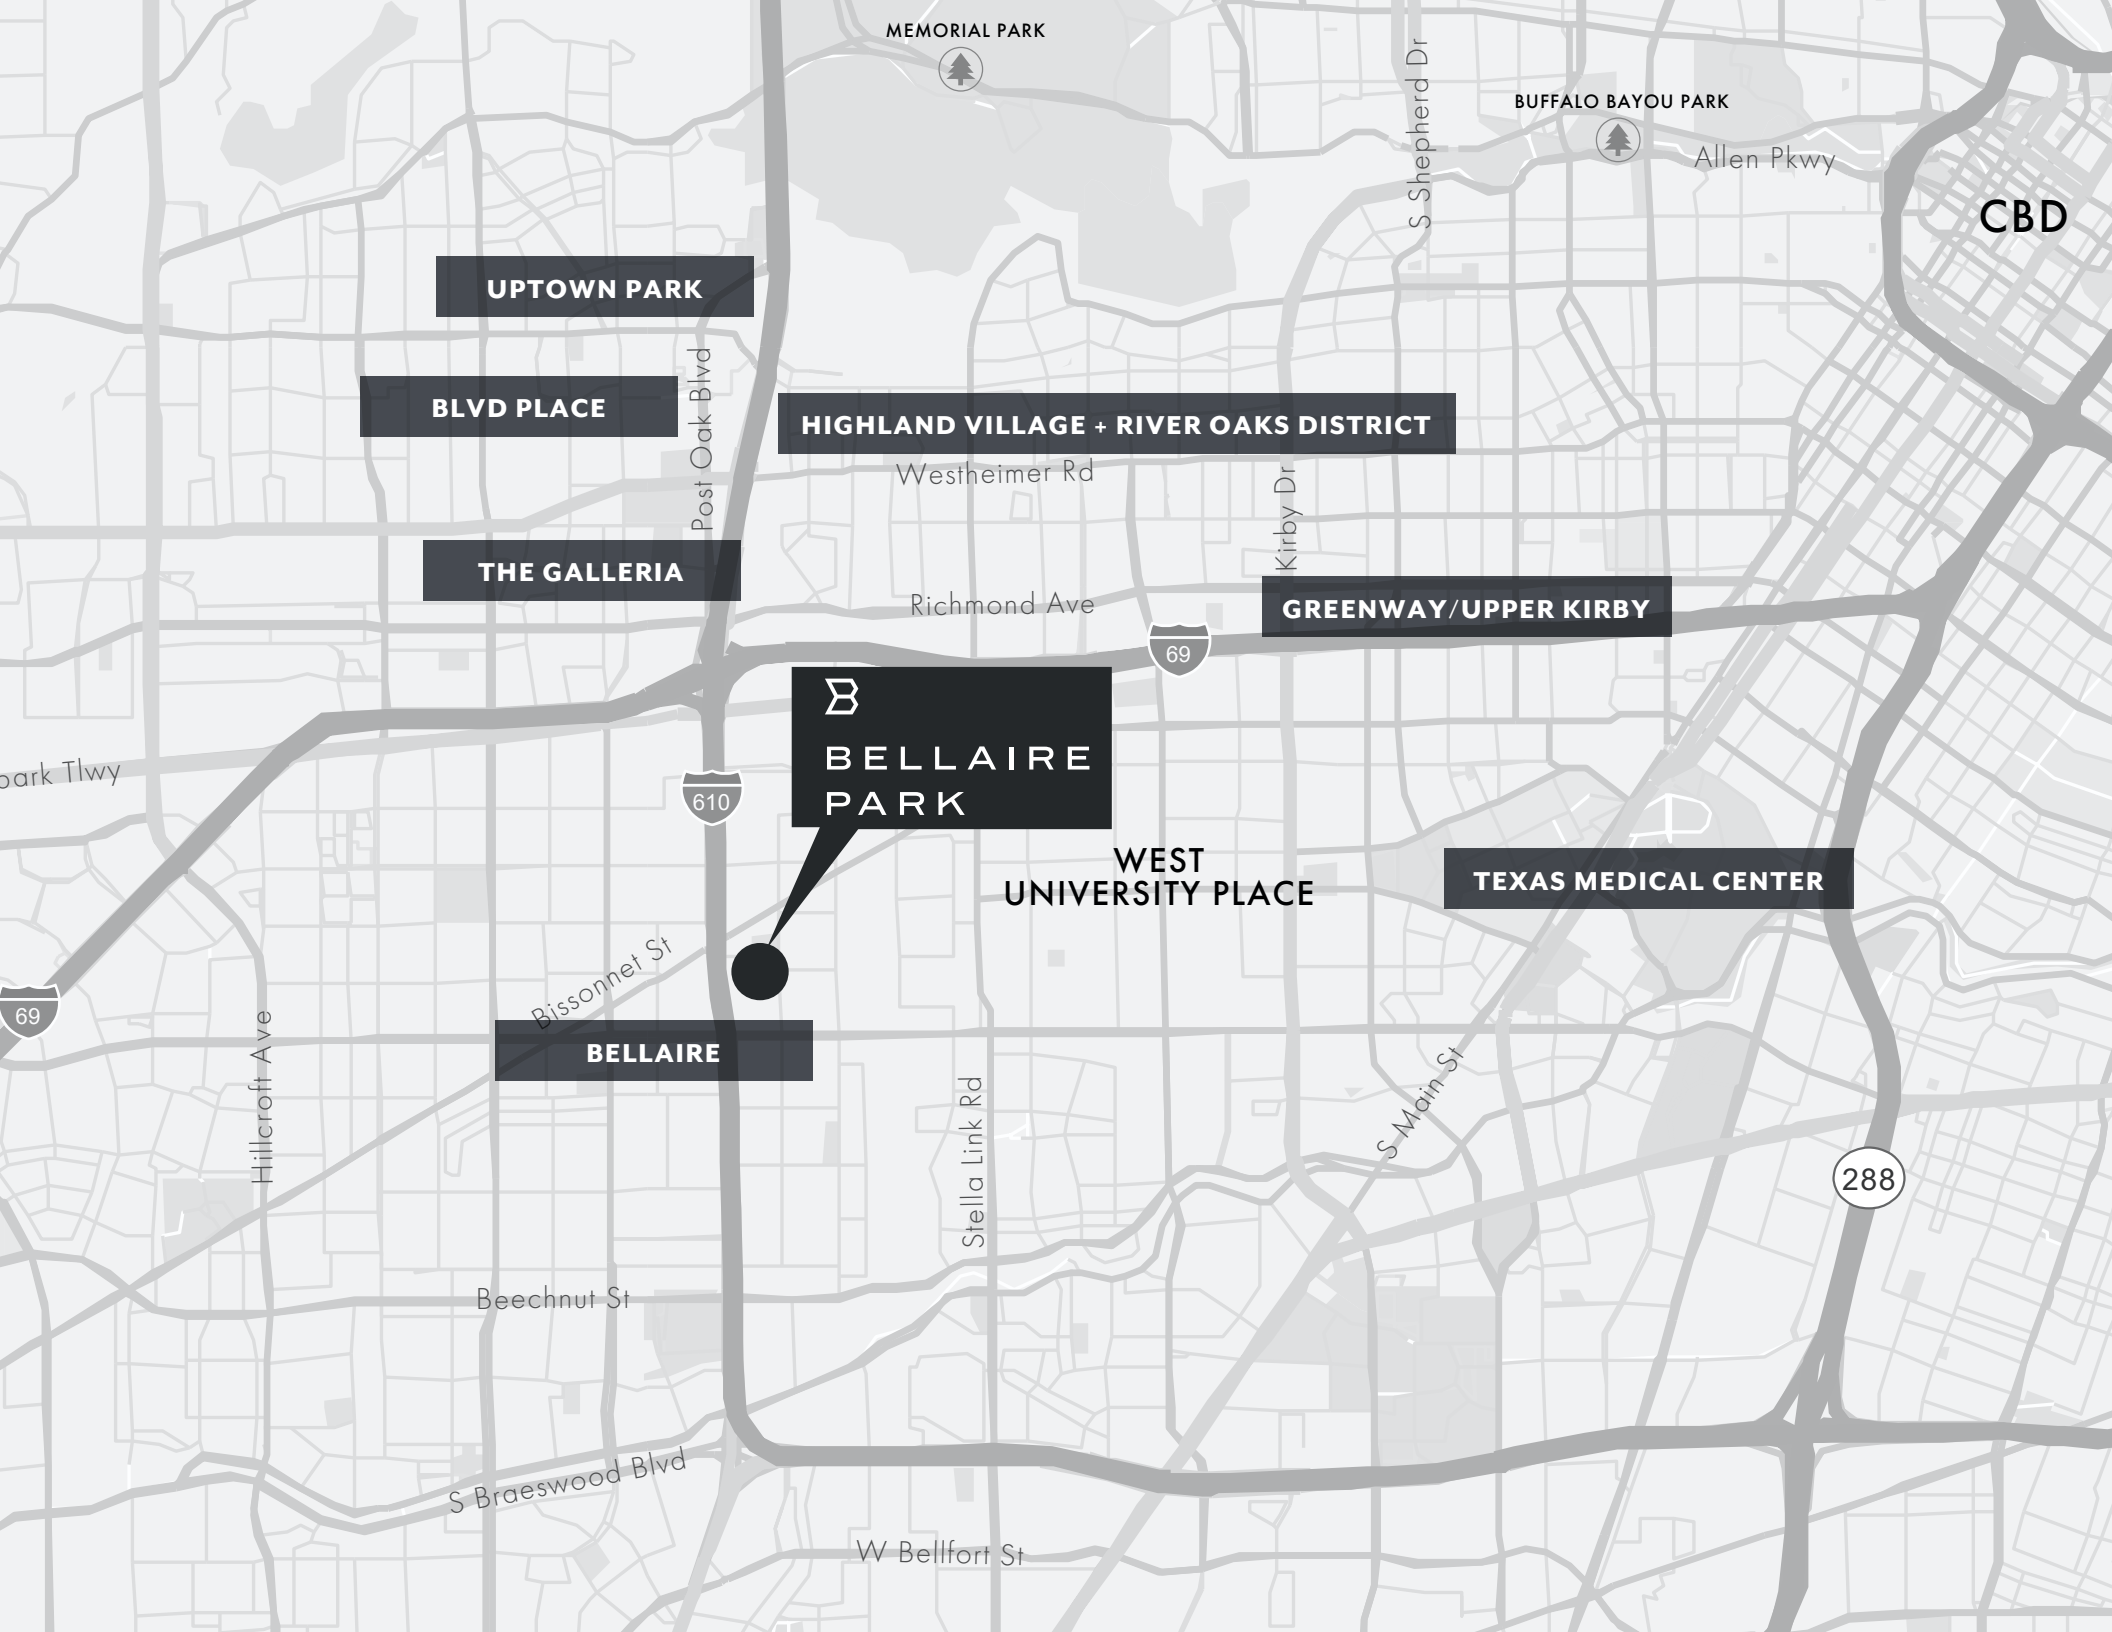 MEMORIAL PARK
S Shepherd Dr
BUFFALO BAYOU PARK
Allen Pkwy
CBD
UPTOWN PARK
Post Oak Blvd
BLVD PLACE
HIGHLAND VILLAGE + RIVER OAKS DISTRICT
Westheimer Rd
Kirby Dr
THE GALLERIA
Richmond Ave
GREENWAY/UPPER KIRBY
69
BELLAIRE
PARK
park Tlwy
610
WEST
UNIVERSITY PLACE
TEXAS MEDICAL CENTER
Bissonnet St
69
Hillcroft Ave
BELLAIRE
S Main St
Stella Link Rd
288
Beechnut St
S Braeswood Blvd
W Bellfort St